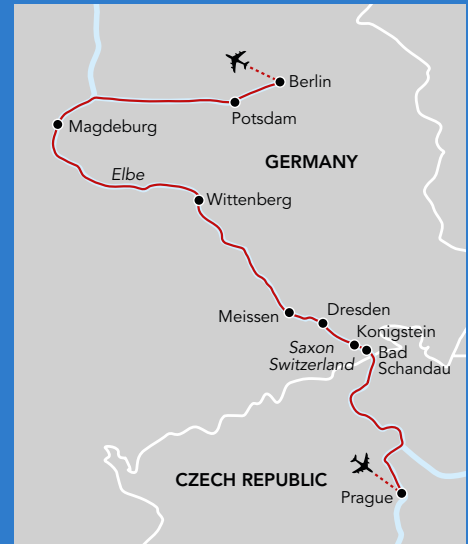 Berlin
Potsdam
Magdeburg
GERMANY
Elbe
Wittenberg
Meissen
Dresden
Konigstein
Saxon
Switzerland
Bad
Schandau
CZECH REPUBLIC
Prague